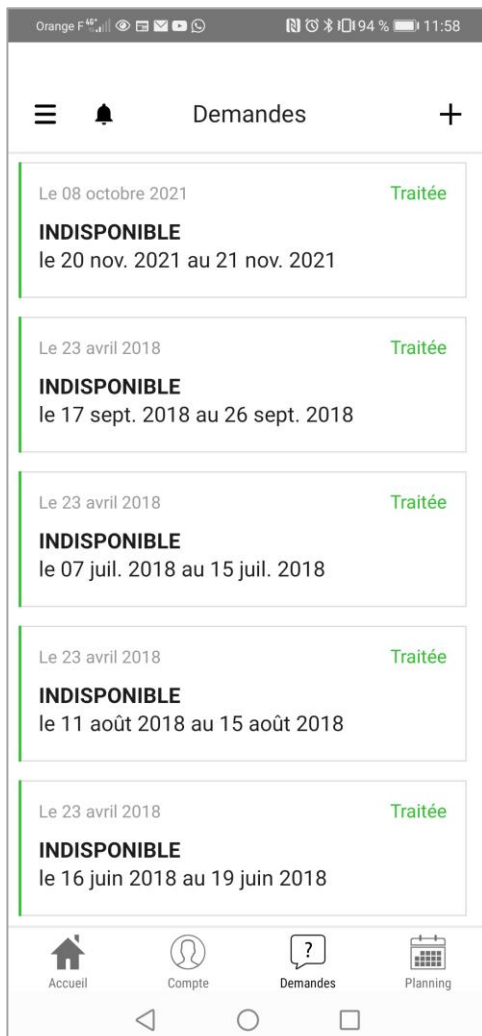 Orange F 46+ 94 % 11:58
Demandes
Le 08 octobre 2021 Traitée
INDISPONIBLE
le 20 nov. 2021 au 21 nov. 2021
Le 23 avril 2018 Traitée
INDISPONIBLE
le 17 sept. 2018 au 26 sept. 2018
Le 23 avril 2018 Traitée
INDISPONIBLE
le 07 juil. 2018 au 15 juil. 2018
Le 23 avril 2018 Traitée
INDISPONIBLE
le 11 août 2018 au 15 août 2018
Le 23 avril 2018 Traitée
INDISPONIBLE
le 16 juin 2018 au 19 juin 2018
?
Accueil Compte Demandes Planning